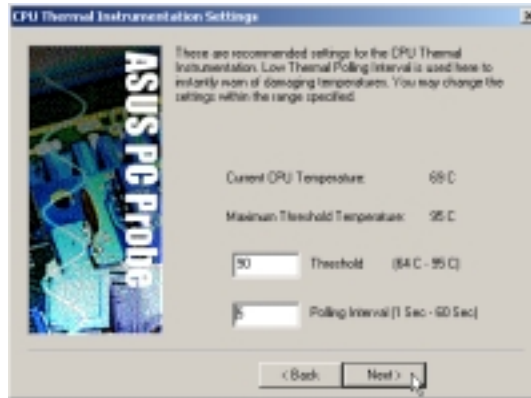 CPU Thermal Instrumentation Settings
ASUS PC Probe
These are recommended settings for the CPU Thermal
Instrumentation. Low Thermal Polling Interval is used here to
instantly warn of damaging temperatures. You may change the
settings within the range specified.
Current CPU Temperature: 69 C
Maximum Threshold Temperature: 95 C
90 Threshold (64 C - 95 C)
Polling Interval (1 Sec - 60 Sec)
< Back Next >